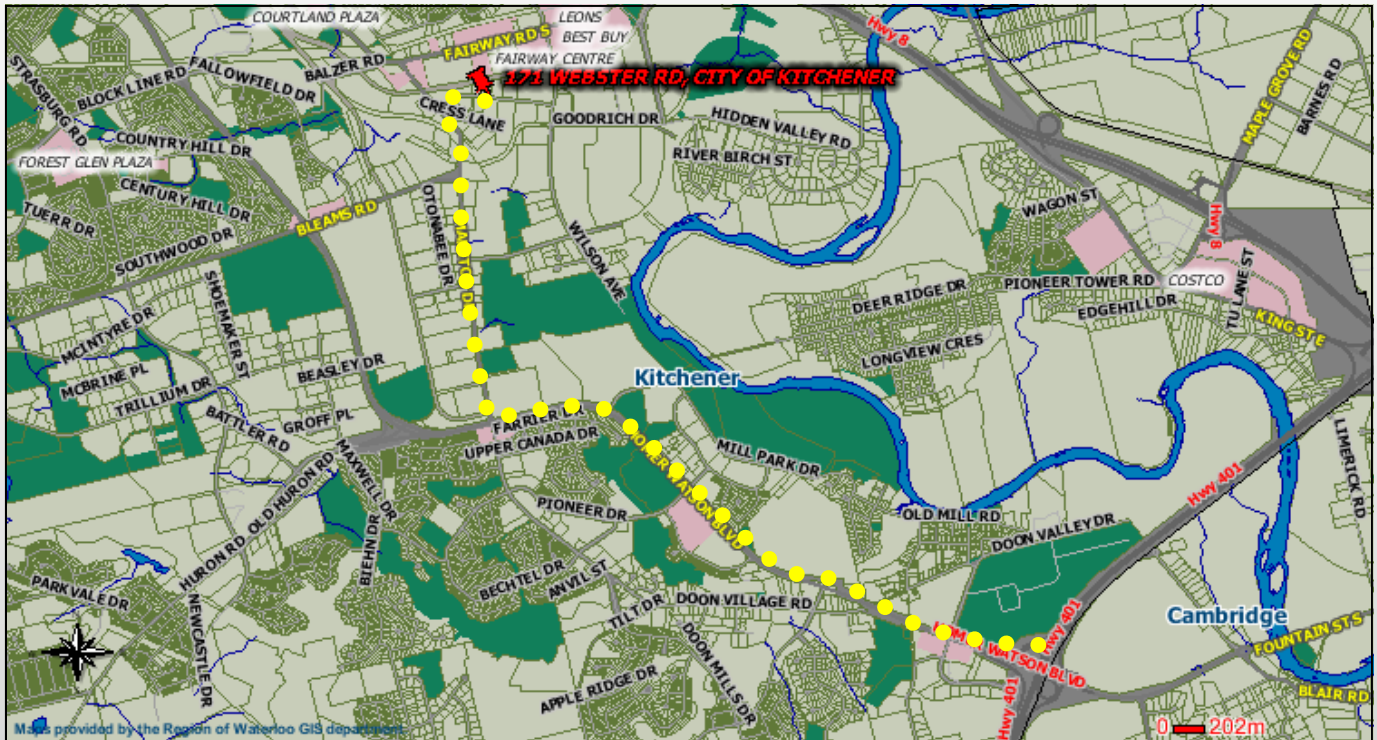 COURTLAND PLAZA
LEONS
BEST BUY
FAIRWAY RD S
FAIRWAY CENTRE
Hwy 8
171 WEBSTER RD, CITY OF KITCHENER
STRASBURG RD
BLOCK LINE RD
FALLOWFIELD DR
BALZER RD
CRESS LANE
GOODRICH DR
HIDDEN VALLEY RD
RIVER BIRCH ST
MAPLE GROVE RD
BARNES RD
COUNTRY HILL DR
FOREST GLEN PLAZA
CENTURY HILL DR
TUERR DR
BLEAMS RD
SOUTHWOOD DR
OTONABEE DR
WILSON AVE
WAGON ST
Hwy 8
SHOEMAKER ST
DEER RIDGE DR
PIONEER TOWER RD
COSTCO
TU LANE ST
EDGEHILL DR
KING ST E
MCINTYRE DR
MCBRINE PL
TRILLIUM DR
BEASLEY DR
LONGVIEW CRES
Kitchener
BATTLER RD
GROFF PL
FARRIER DR
UPPER CANADA DR
MILL PARK DR
HOMER WATSON BLVD
LIMERICK RD
Hwy 401
MAXWELL DR
OLD HURON RD
HURON RD
BIEHN DR
PIONEER DR
OLD MILL RD
DOON VALLEY DR
PARKVALE DR
NEWCASTLE DR
BECHTEL DR
ANVIL ST
TILT DR
DOON VILLAGE RD
DOON MILLS DR
APPLE RIDGE DR
Hwy 401
HOMER WATSON BLVD
Hwy 401
Cambridge
FOUNTAIN ST S
BLAIR RD
Maps provided by the Region of Waterloo GIS department
0 202m